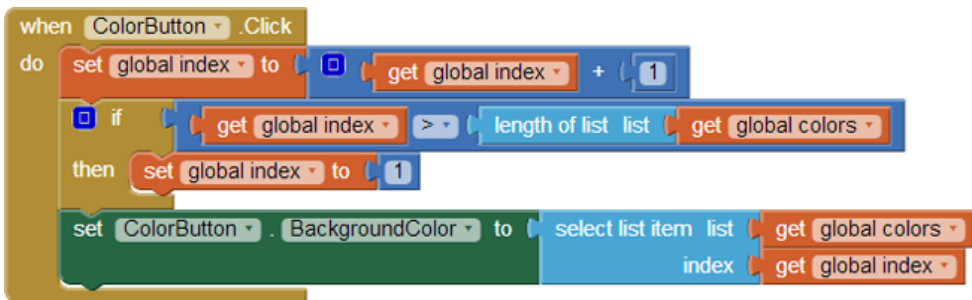 when ColorButton .Click
do set global index to get global index + 1
if get global index > length of list list get global colors
then set global index to 1
set ColorButton . BackgroundColor to select list item list get global colors
index get global index